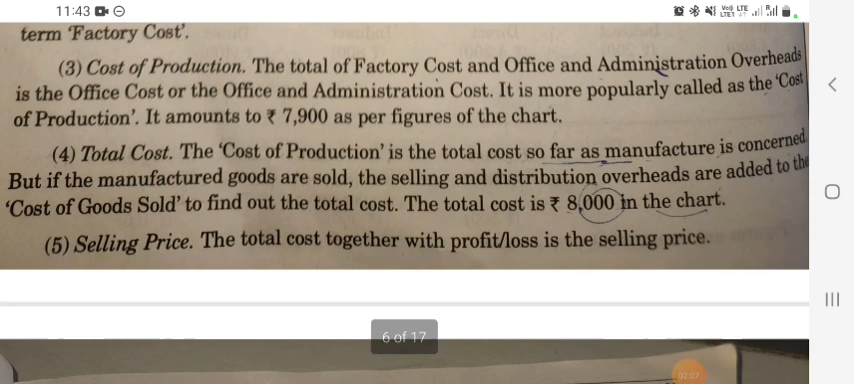 11:43
Vo) LTE
LTE1
R
term 'Factory Cost'.
(3) Cost of Production. The total of Factory Cost and Office and Administration Overheads
is the Office Cost or the Office and Administration Cost. It is more popularly called as the 'Cost
of Production'. It amounts to ₹ 7,900 as per figures of the chart.
(4) Total Cost. The 'Cost of Production' is the total cost so far as manufacture is concerned
But if the manufactured goods are sold, the selling and distribution overheads are added to the
'Cost of Goods Sold' to find out the total cost. The total cost is ₹ 8,000 in the chart.
(5) Selling Price. The total cost together with profit/loss is the selling price.
6 of 17
02:07